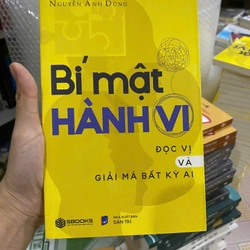 NGUYỄN ANH DŨNG
Bí mật
HÀNH VI
ĐỌC VỊ
VÀ
GIẢI MÃ BẤT KỲ AI
SBOOKS
NHÀ XUẤT BẢN
DÂN TRÍ